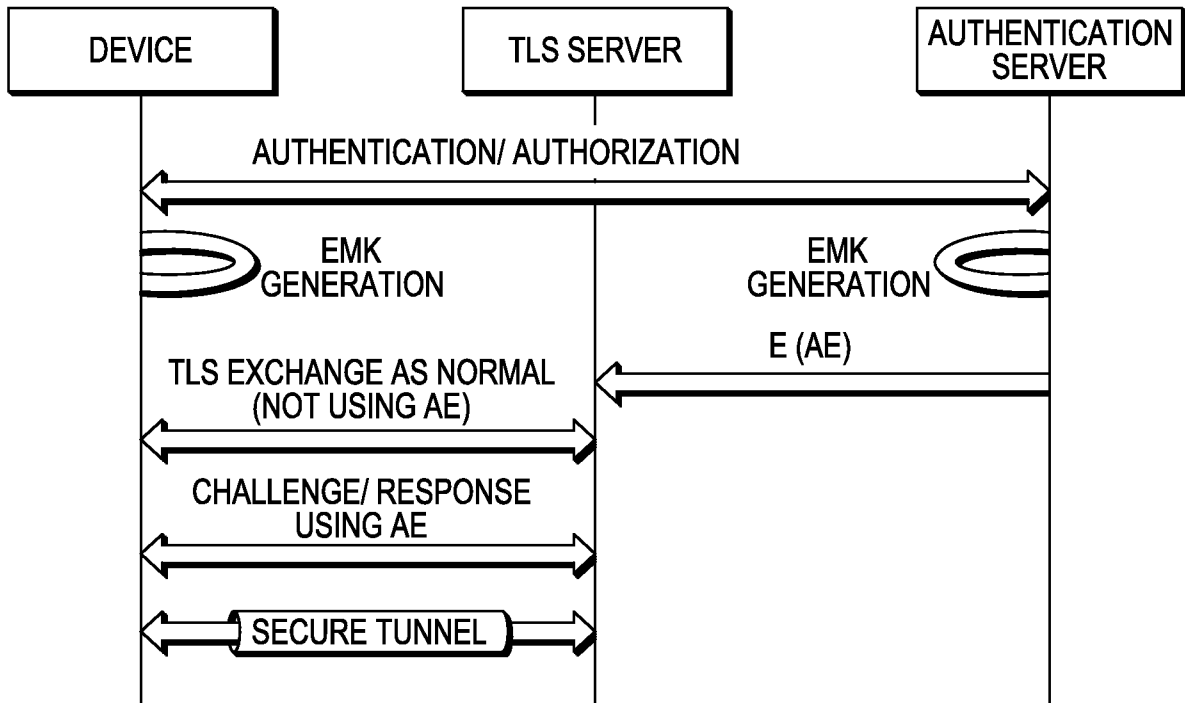 DEVICE
TLS SERVER
AUTHENTICATION
SERVER
AUTHENTICATION/ AUTHORIZATION
EMK
GENERATION
EMK
GENERATION
E (AE)
TLS EXCHANGE AS NORMAL
(NOT USING AE)
CHALLENGE/ RESPONSE
USING AE
SECURE TUNNEL